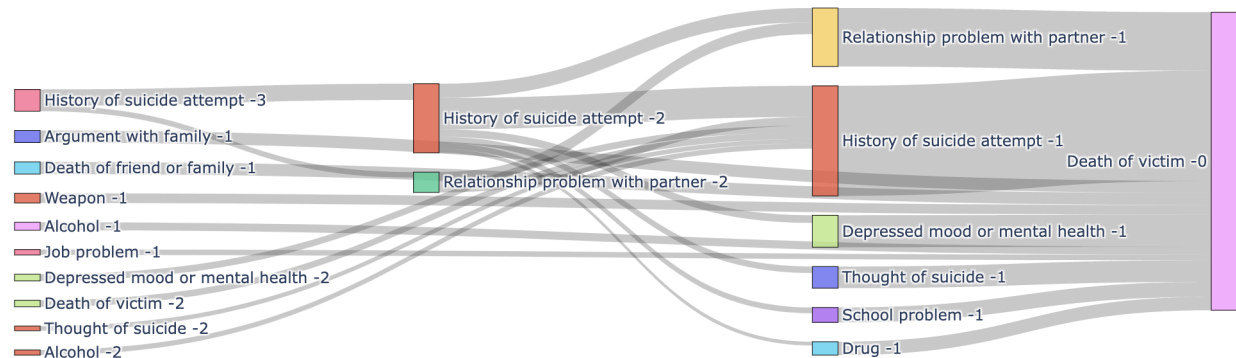 History of suicide attempt -3
Argument with family -1
Death of friend or family -1
Weapon -1
Alcohol -1
Job problem -1
Depressed mood or mental health -2
Death of victim -2
Thought of suicide -2
Alcohol -2
History of suicide attempt -2
Relationship problem with partner -2
Relationship problem with partner -1
History of suicide attempt -1
Depressed mood or mental health -1
Thought of suicide -1
School problem -1
Drug -1
Death of victim -0